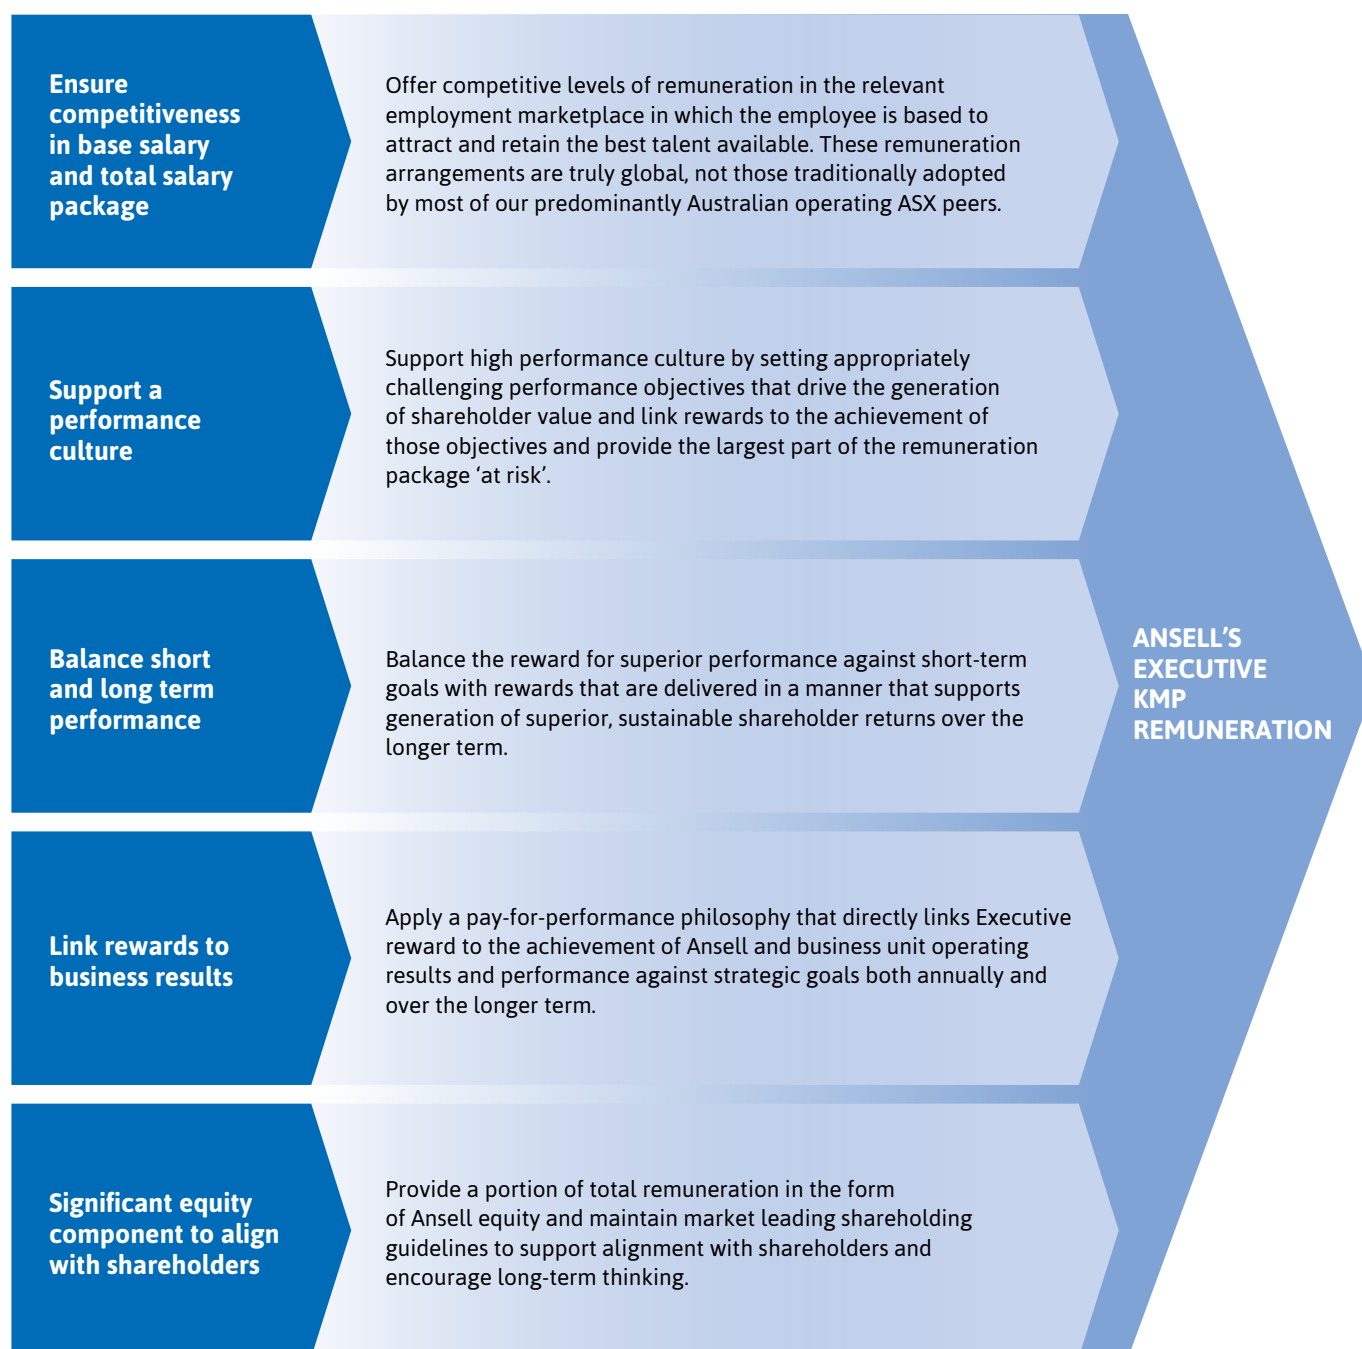 Ensure
competitiveness
in base salary
and total salary
package
Offer competitive levels of remuneration in the relevant
employment marketplace in which the employee is based to
attract and retain the best talent available. These remuneration
arrangements are truly global, not those traditionally adopted
by most of our predominantly Australian operating ASX peers.
Support a
performance
culture
Support high performance culture by setting appropriately
challenging performance objectives that drive the generation
of shareholder value and link rewards to the achievement of
those objectives and provide the largest part of the remuneration
package ‘at risk’.
Balance short
and long term
performance
Balance the reward for superior performance against short-term
goals with rewards that are delivered in a manner that supports
generation of superior, sustainable shareholder returns over the
longer term.
Link rewards to
business results
Apply a pay-for-performance philosophy that directly links Executive
reward to the achievement of Ansell and business unit operating
results and performance against strategic goals both annually and
over the longer term.
Significant equity
component to align
with shareholders
Provide a portion of total remuneration in the form
of Ansell equity and maintain market leading shareholding
guidelines to support alignment with shareholders and
encourage long-term thinking.
ANSELL’S
EXECUTIVE
KMP
REMUNERATION